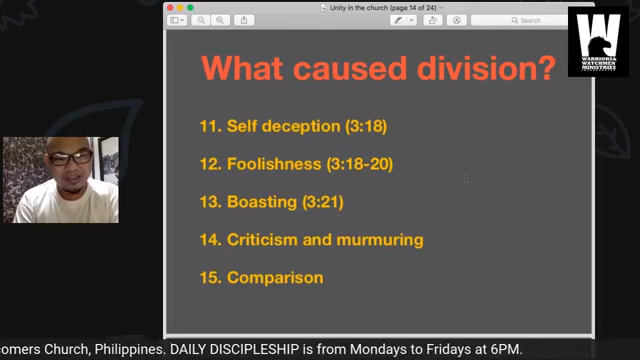 Unity in the church (page 14 of 24)
Search
WARRIORS &
WATCHMEN
MINISTRIES
What caused division?
11. Self deception (3:18)
12. Foolishness (3:18-20)
13. Boasting (3:21)
14. Criticism and murmuring
15. Comparison
comers Church, Philippines. DAILY DISCIPLESHIP is from Mondays to Fridays at 6PM.